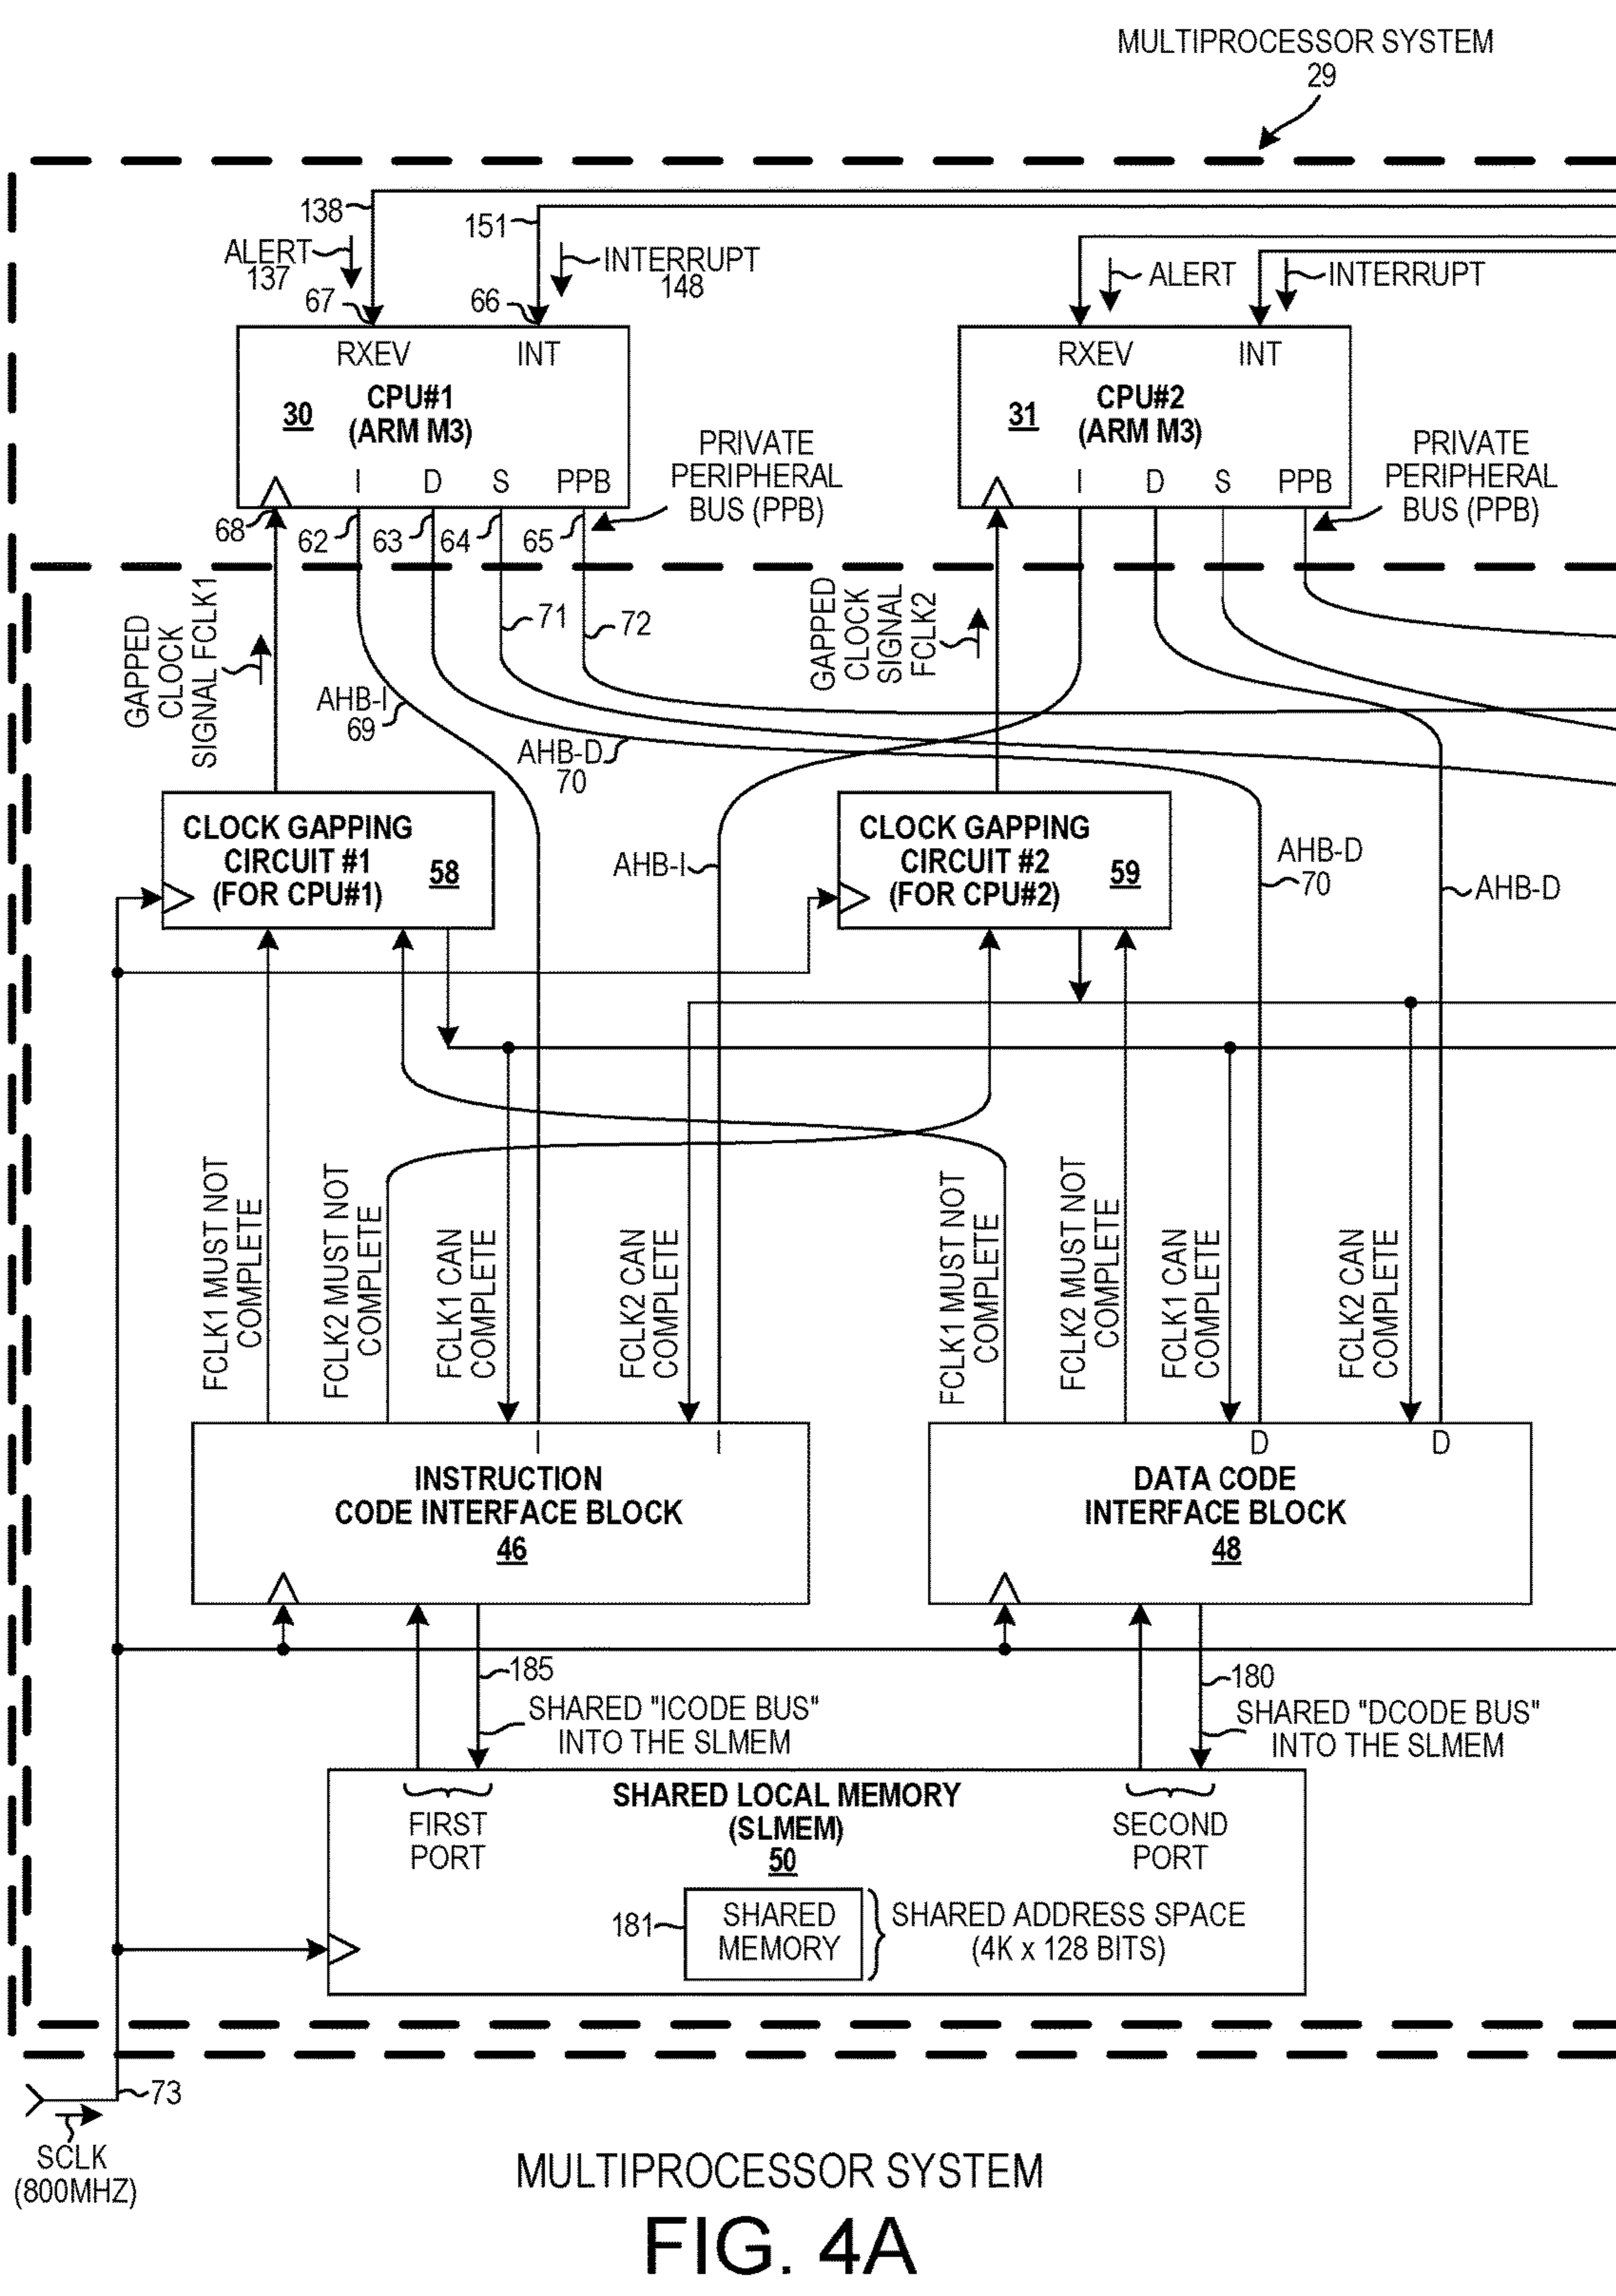 MULTIPROCESSOR SYSTEM
29
138
151
ALERT
137
INTERRUPT
148
ALERT
INTERRUPT
67
66
RXEV
INT
30
CPU#1
(ARM M3)
I
D
S
PPB
RXEV
INT
31
CPU#2
(ARM M3)
I
D
S
PPB
PRIVATE
PERIPHERAL
BUS (PPB)
PRIVATE
PERIPHERAL
BUS (PPB)
68
62
63
64
65
GAPPED
CLOCK
SIGNAL FCLK1
71
72
GAPPED
CLOCK
SIGNAL
FCLK2
AHB-I
69
AHB-D
70
CLOCK GAPPING
CIRCUIT #1
(FOR CPU#1)
58
AHB-I
CLOCK GAPPING
CIRCUIT #2
(FOR CPU#2)
59
AHB-D
70
AHB-D
FCLK1 MUST NOT
COMPLETE
FCLK2 MUST NOT
COMPLETE
FCLK1 CAN
COMPLETE
FCLK2 CAN
COMPLETE
FCLK1 MUST NOT
COMPLETE
FCLK2 MUST NOT
COMPLETE
FCLK1 CAN
COMPLETE
FCLK2 CAN
COMPLETE
I
I
INSTRUCTION
CODE INTERFACE BLOCK
46
D
D
DATA CODE
INTERFACE BLOCK
48
185
SHARED "ICODE BUS"
INTO THE SLMEM
180
SHARED "DCODE BUS"
INTO THE SLMEM
FIRST
PORT
SHARED LOCAL MEMORY
(SLMEM)
50
SECOND
PORT
181
SHARED
MEMORY
SHARED ADDRESS SPACE
(4K x 128 BITS)
73
SCLK
(800MHZ)
MULTIPROCESSOR SYSTEM
FIG. 4A